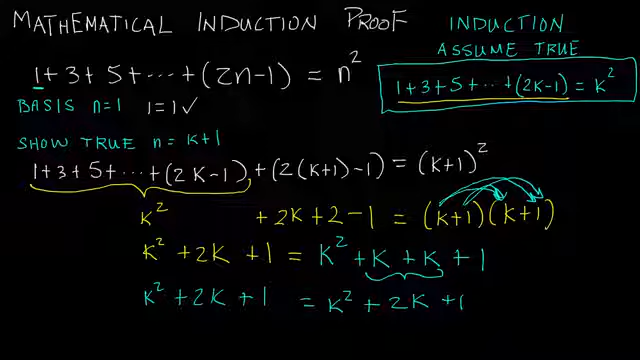 MATHEMATICAL INDUCTION PROOF
INDUCTION
ASSUME TRUE
1 + 3 + 5 + ··· + (2n-1) = n²
1 + 3 + 5 + ··· + (2k-1) = k²
BASIS n=1 1=1 ✓
SHOW TRUE n = k+1
1 + 3 + 5 + ··· + (2k-1) + (2(k+1)-1) = (k+1)²
k² + 2k + 2 - 1 = (k+1)(k+1)
k² + 2k + 1 = k² + k + k + 1
k² + 2k + 1 = k² + 2k + 1